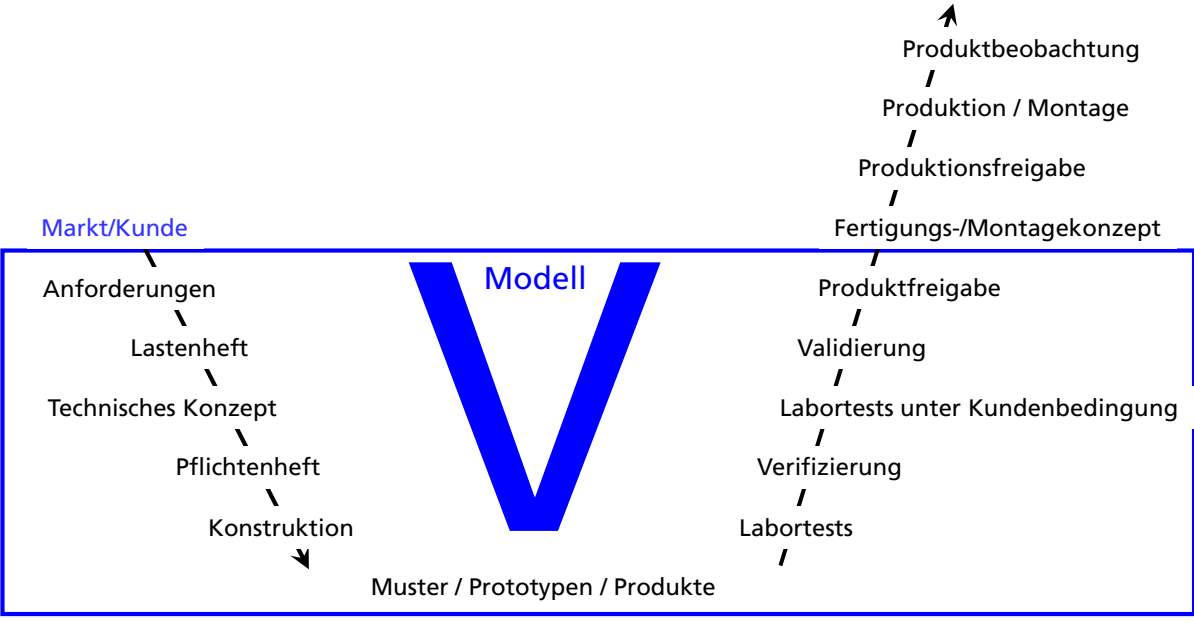 Produktbeobachtung
Produktion / Montage
Produktionsfreigabe
Markt/Kunde
Fertigungs-/Montagekonzept
V
Modell
Anforderungen
Produktfreigabe
Lastenheft
Validierung
Technisches Konzept
Labortests unter Kundenbedingung
Pflichtenheft
Verifizierung
Konstruktion
Labortests
Muster / Prototypen / Produkte